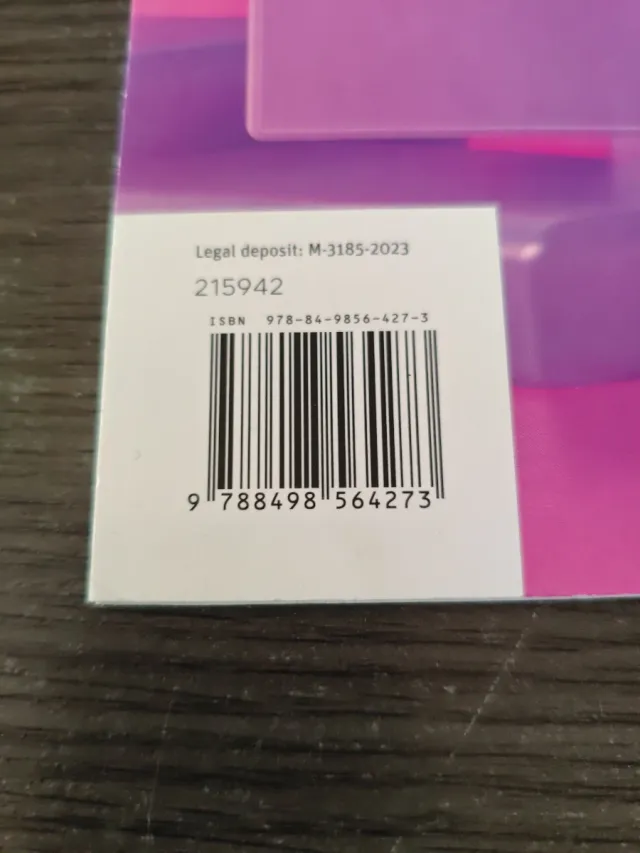 Legal deposit: M-3185-2023
215942
ISBN 978-84-9856-427-3
9 788498 564273